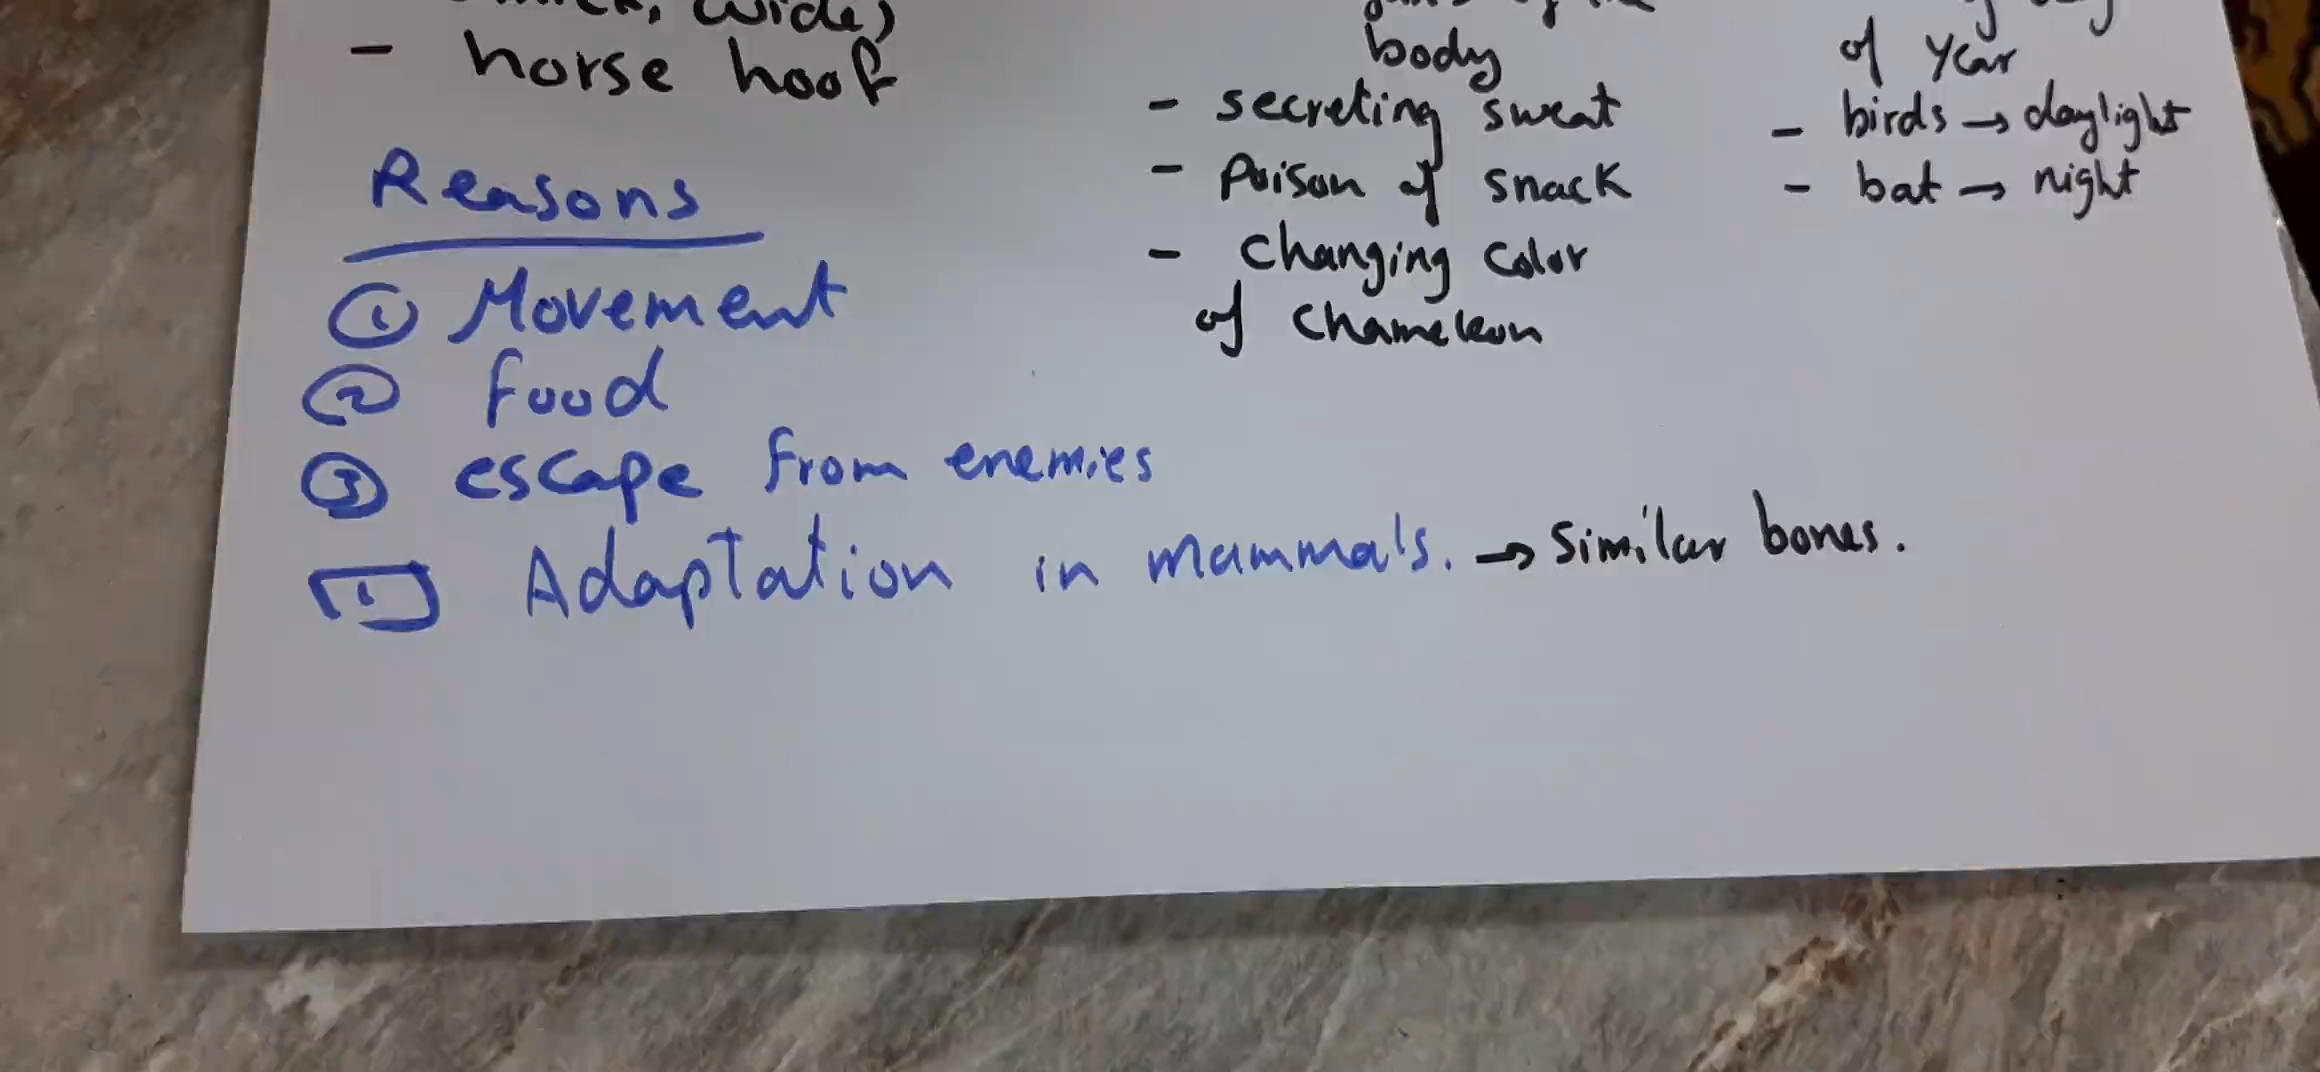 wide)
- horse hoof
body
- secreting sweat
- Poison of snack
- Changing color
of Chameleon
of year
- birds → daylight
- bat → night
Reasons
① Movement
② food
③ escape from enemies
1 Adaptation in mammals. → Similar bones.